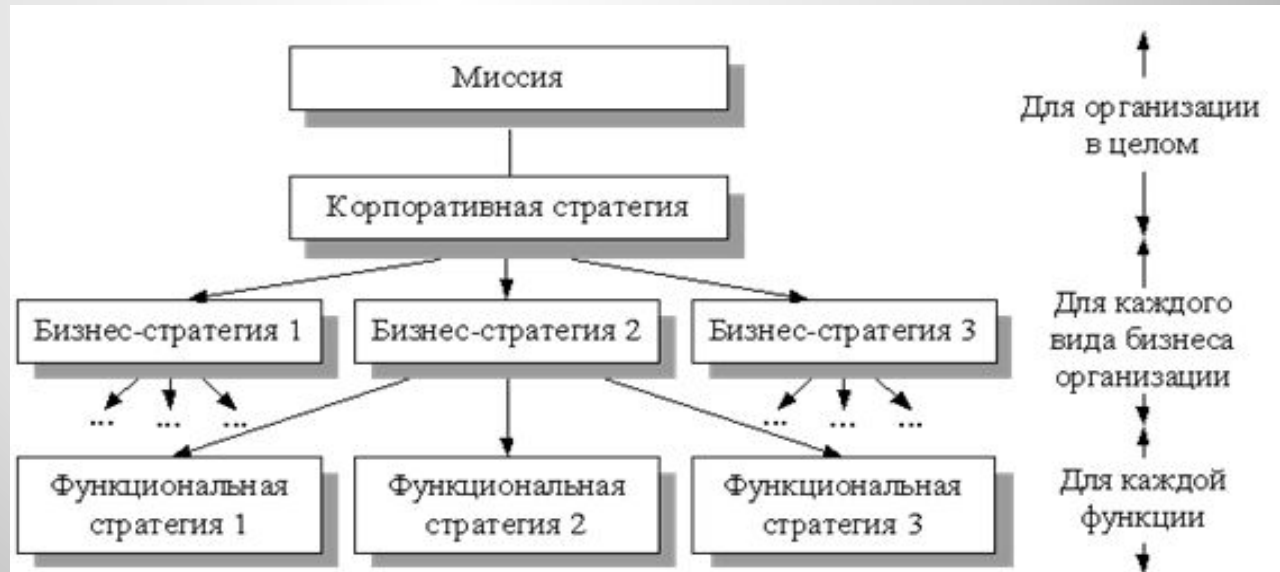 Миссия
Для организации
в целом
Корпоративная стратегия
Бизнес-стратегия 1
Бизнес-стратегия 2
Бизнес-стратегия 3
Для каждого
вида бизнеса
организации
... ... ... ... ... ...
Функциональная
стратегия 1
Функциональная
стратегия 2
Функциональная
стратегия 3
Для каждой
функции